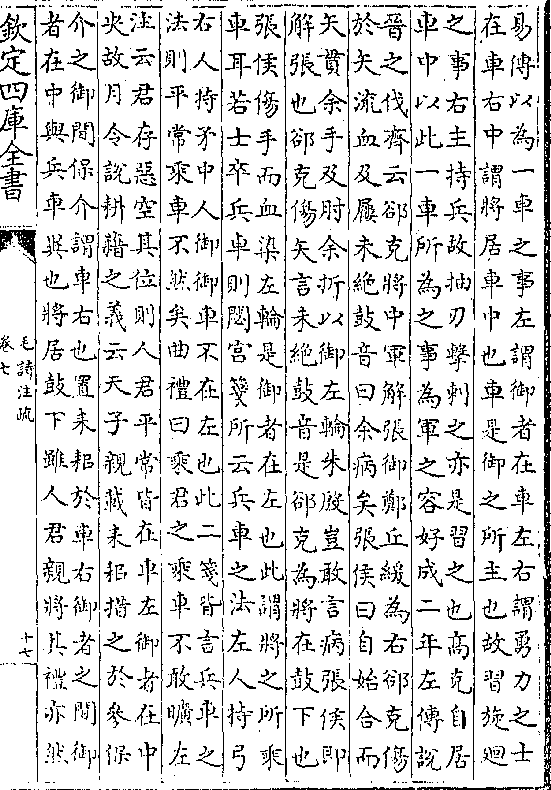 易傳以為一車之事左謂御者在車左右謂勇力之士
在車右中謂將居車中也車是御之所主也故習旋迴
之事右主持兵故抽刃擊刺之亦是習之也高克自居
車中以此一車所為之事為軍之容好成二年左傳說
晉之伐齊云郤克將中軍解張御鄭丘緩為右郤克傷
於矢流血及屨未絶鼓音曰余病矣張侯曰自始合而
矢貫余手及肘余折以御左輪朱殷豈敢言病張侯即
解張也郤克傷矢言未絶鼓音是郤克為將在鼓下也
張侯傷手而血染左輪是御者在左也此謂將之所乘
車耳若士卒兵車則閟宮箋所云兵車之法左人持弓
右人持矛中人御御車不在左也此二箋皆言兵車之
法則平常乘車不然矣曲禮曰乘君之乘車不敢曠左
注云君存惡空其位則人君平常皆在車左御者在中
央故月令說耕籍之義云天子親載耒耜措之於參保
介之御間保介謂車右也置耒耜於車右御者之間御
者在中與兵車異也將居鼓下雖人君親將其禮亦然
欽定四庫全書
毛詩注疏
卷七
十七